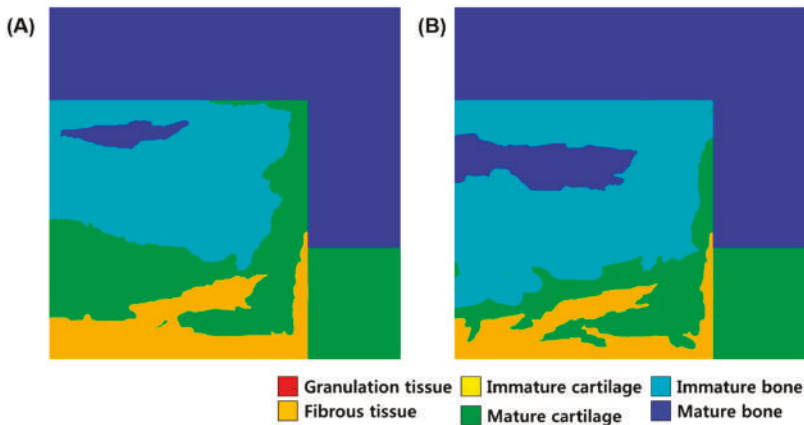 (A)
(B)
Granulation tissue Immature cartilage Immature bone
Fibrous tissue Mature cartilage Mature bone